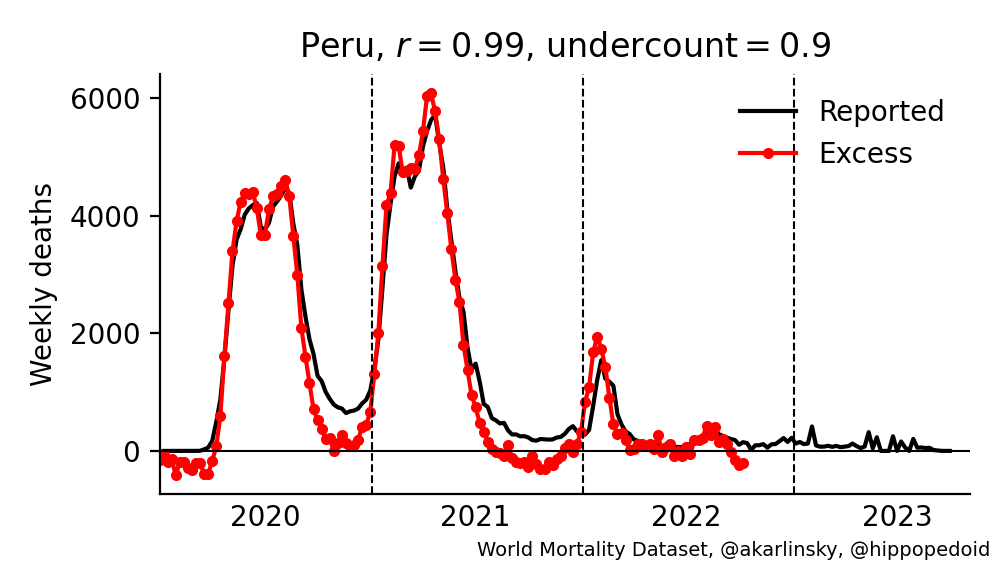 Peru, r = 0.99, undercount = 0.9
Weekly deaths
6000
4000
2000
0
Reported
Excess
2020 2021 2022 2023
World Mortality Dataset, @akarlinsky, @hippopedoid